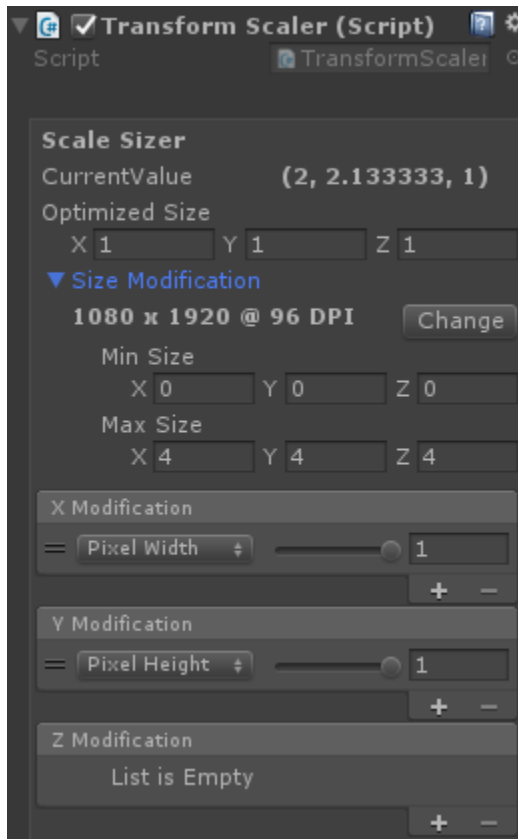 Transform Scaler (Script)
Script TransformScaler
Scale Sizer
CurrentValue (2, 2.133333, 1)
Optimized Size
X 1 Y 1 Z 1
Size Modification
1080 x 1920 @ 96 DPI Change
Min Size
X 0 Y 0 Z 0
Max Size
X 4 Y 4 Z 4
X Modification
Pixel Width 1
+ −
Y Modification
Pixel Height 1
+ −
Z Modification
List is Empty
+ −